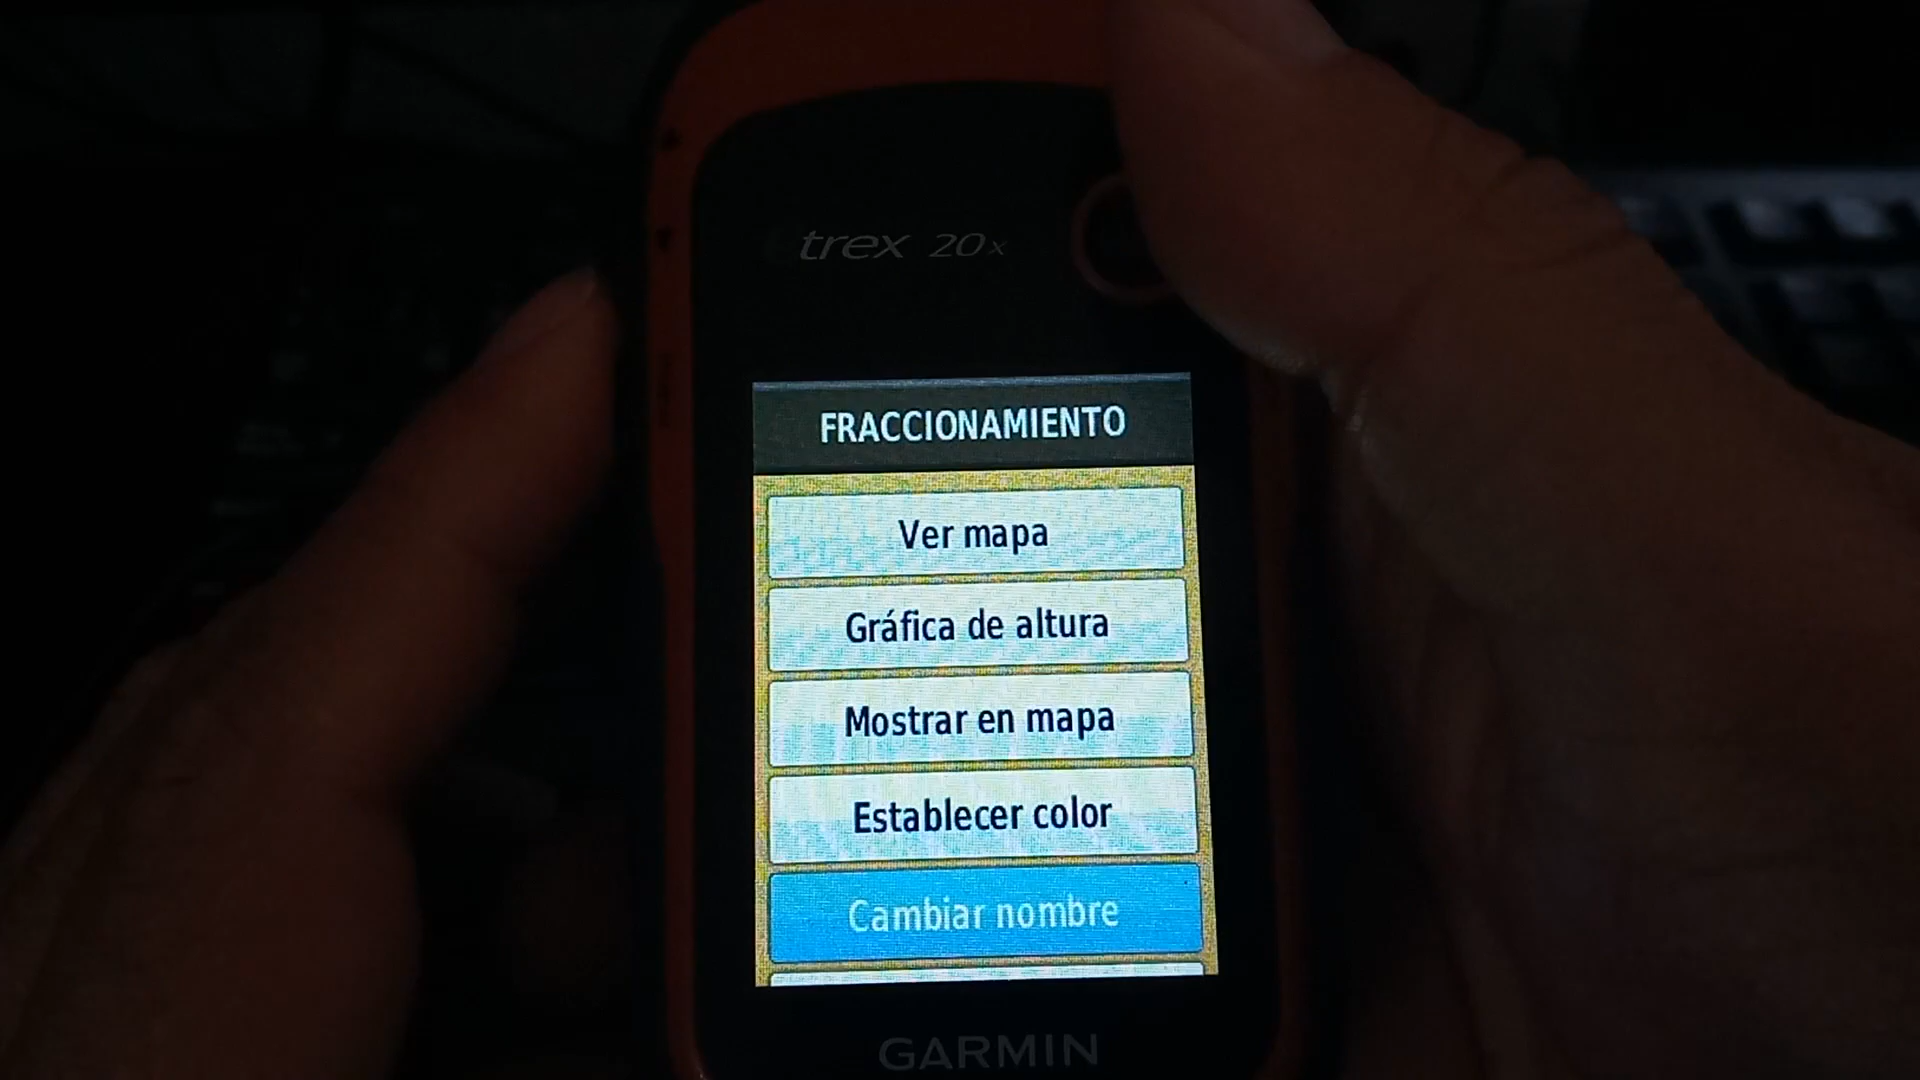 etrex 20x
FRACCIONAMIENTO
Ver mapa
Gráfica de altura
Mostrar en mapa
Establecer color
Cambiar nombre
GARMIN